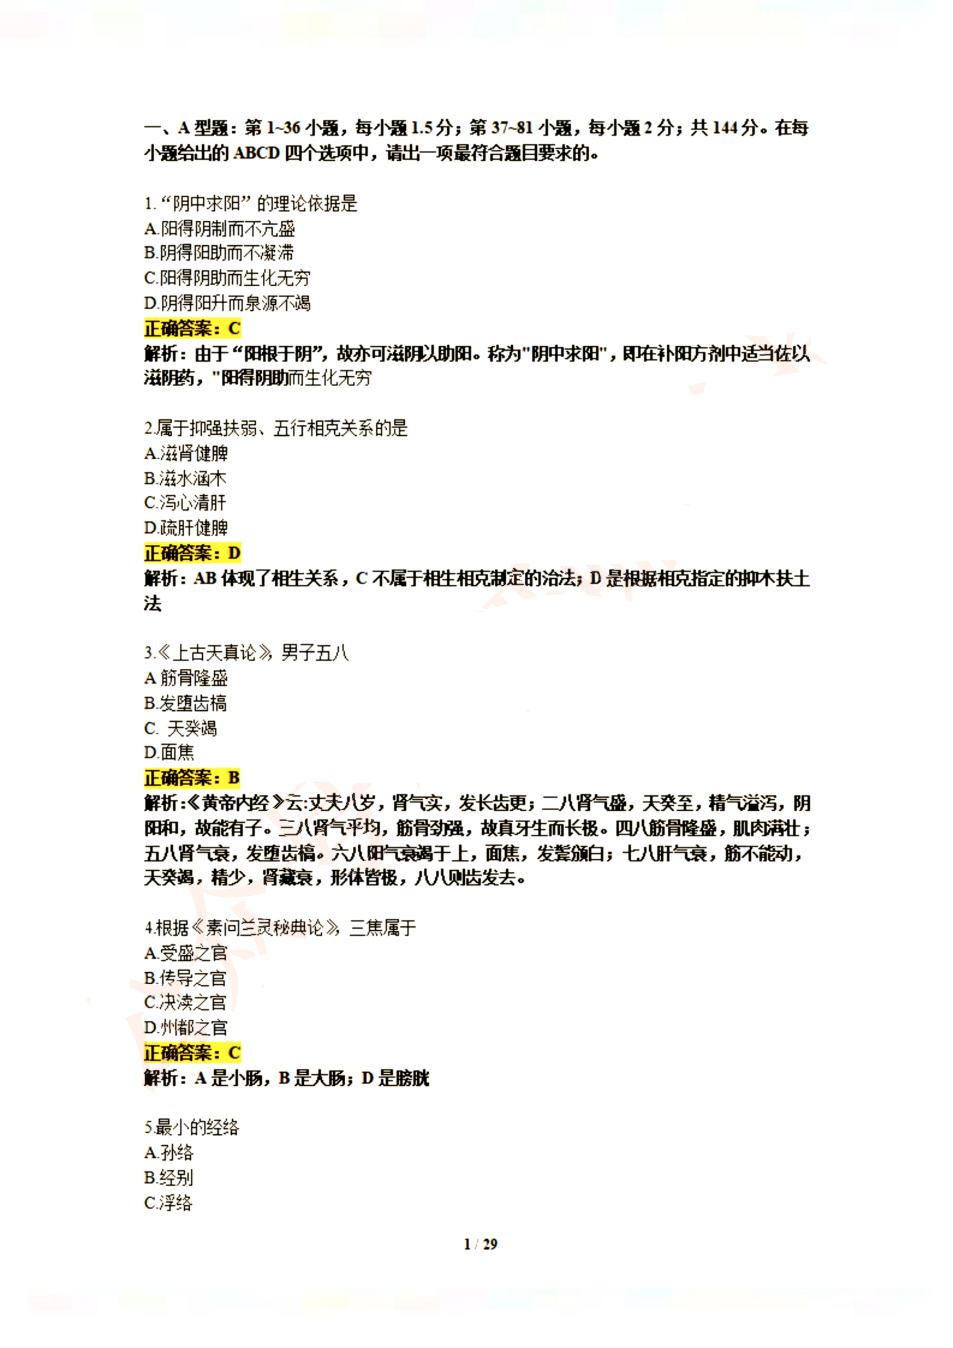 一、A 型题：第 1~36 小题，每小题 1.5 分；第 37~81 小题，每小题 2 分；共 144 分。在每
小题给出的 ABCD 四个选项中，请出一项最符合题目要求的。
1.“阴中求阳”的理论依据是
A.阳得阴制而不亢盛
B.阴得阳助而不凝滞
C.阳得阴助而生化无穷
D.阴得阳升而泉源不竭
正确答案：C
解析：由于“阳根于阴”，故亦可滋阴以助阳。称为"阴中求阳"，即在补阳方剂中适当佐以
滋阴药，"阳得阴助而生化无穷
2.属于抑强扶弱、五行相克关系的是
A.滋肾健脾
B.滋水涵木
C.泻心清肝
D.疏肝健脾
正确答案：D
解析：AB 体现了相生关系，C 不属于相生相克制定的治法；D 是根据相克指定的抑木扶土
法
3.《上古天真论》，男子五八
A 筋骨隆盛
B.发堕齿槁
C. 天癸竭
D.面焦
正确答案：B
解析：《黄帝内经》云:丈夫八岁，肾气实，发长齿更；二八肾气盛，天癸至，精气溢泻，阴
阳和，故能有子。三八肾气平均，筋骨劲强，故真牙生而长极。四八筋骨隆盛，肌肉满壮；
五八肾气衰，发堕齿槁。六八阳气衰竭于上，面焦，发鬓颁白；七八肝气衰，筋不能动，
天癸竭，精少，肾藏衰，形体皆极，八八则齿发去。
4.根据《素问兰灵秘典论》，三焦属于
A.受盛之官
B.传导之官
C.决渎之官
D.州都之官
正确答案：C
解析：A 是小肠，B 是大肠；D 是膀胱
5.最小的经络
A.孙络
B.经别
C.浮络
1 / 29